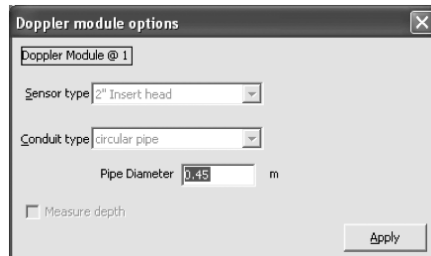 Doppler module options
Doppler Module @ 1
Sensor type 2" Insert head
Conduit type circular pipe
Pipe Diameter 0.45 m
Measure depth
Apply